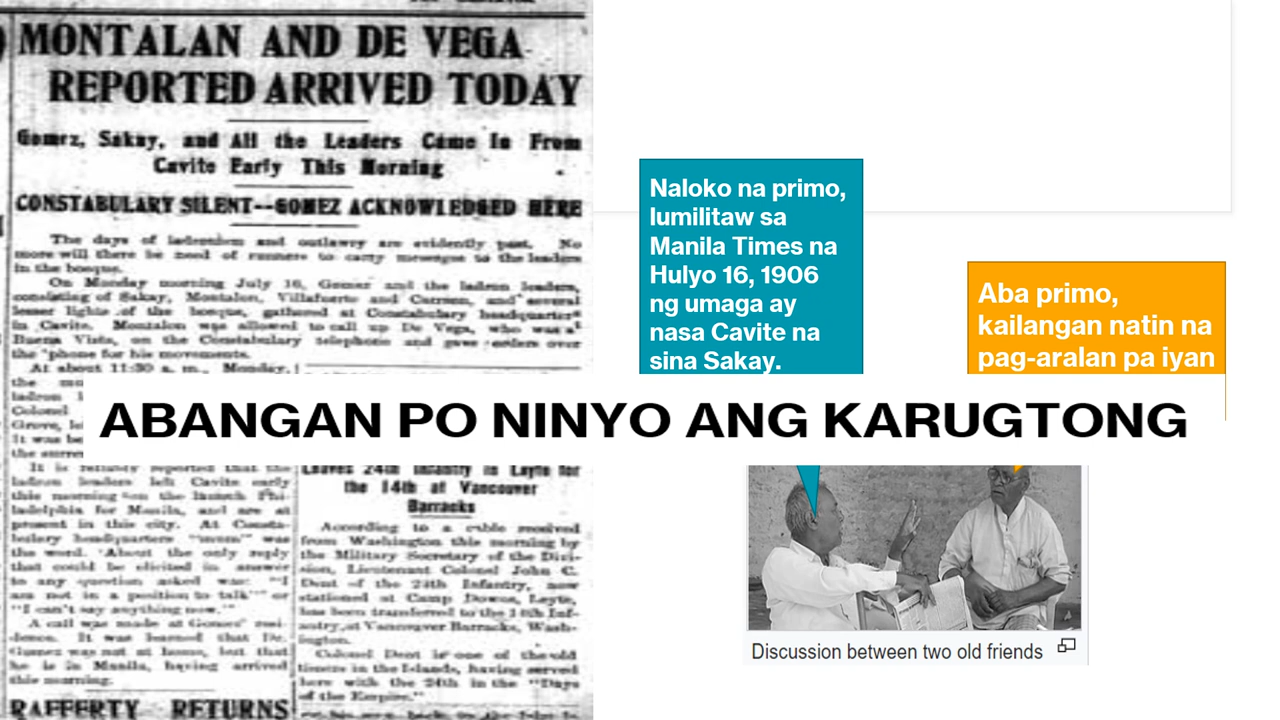 MONTALAN AND DE VEGA
REPORTED ARRIVED TODAY
Gomez, Sakay, and All the Leaders Came In From
Cavite Early This Morning
CONSTABULARY SILENT--GOMEZ ACKNOWLEDGED HERE
The days of ladronism and outlawry are evidently past. No
more will there be need of runners to carry messages to the leaders
in the bosque.
On Monday morning July 16, Gomez and the ladron leaders,
consisting of Sakay, Montalon, Villafuerte and Carreon, and several
lesser lights of the bosque, gathered at Constabulary headquarters
in Cavite. Montalon was allowed to call up De Vega, who was at
Buena Vista, on the Constabulary telephone and gave orders over
the 'phone for his movements.
At about 11:30 a. m., Monday,
the
ladron
Colonel
Grove,
It was
the
It is reliably reported that the
ladron leaders left Cavite early
this morning on the launch Phi-
ladelphia for Manila, and are at
present in this city. At Consta-
bulary headquarters "mum" was
the word. About the only reply
that could be elicited in answer
to any question asked was: "I
am not in a position to talk" or
"I can't say anything now."
A call was made at Gomez' resi-
dence. It was learned that Dr.
Gomez was not at home, but that
he is in Manila, having arrived
this morning.
RAFFERTY RETURNS
Leaves 24th Infantry in Leyte for
the 14th at Vancouver
Barracks
According to a cable received
from Washington this morning by
the Military Secretary of the Divi-
sion, Lieutenant Colonel John C.
Dent of the 24th Infantry, now
stationed at Camp Downs, Leyte,
has been transferred to the 14th Inf-
antry, at Vancouver Barracks, Wash-
ington.
Colonel Dent is one of the old
timers in the Islands, having served
here with the 24th in the "Days
of the Empire."
Naloko na primo,
lumilitaw sa
Manila Times na
Hulyo 16, 1906
ng umaga ay
nasa Cavite na
sina Sakay.
Aba primo,
kailangan natin na
pag-aralan pa iyan
ABANGAN PO NINYO ANG KARUGTONG
Discussion between two old friends